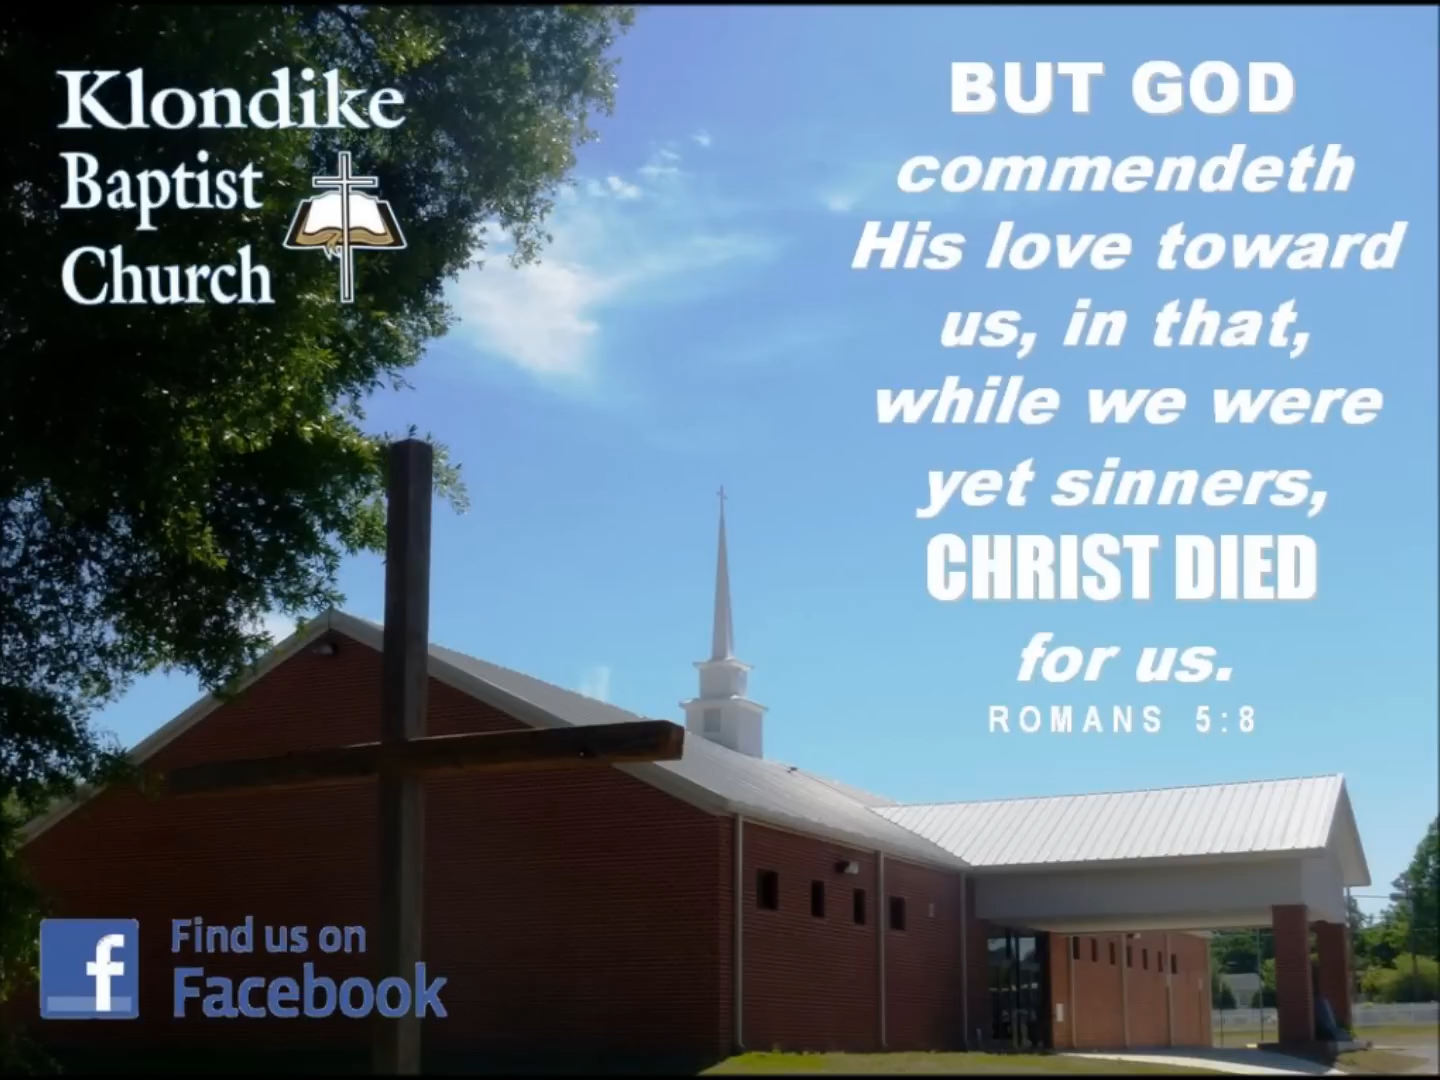 Klondike
Baptist
Church
BUT GOD
commendeth
His love toward
us, in that,
while we were
yet sinners,
CHRIST DIED
for us.
ROMANS 5:8
f Find us on
Facebook